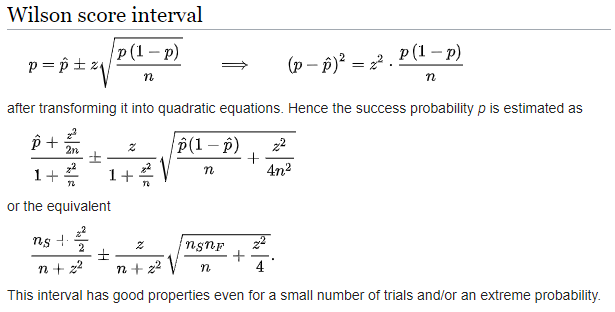 Wilson score interval
p = p̂ ± z√(p(1 − p)/n) ⟹ (p − p̂)² = z² · p(1 − p)/n
after transforming it into quadratic equations. Hence the success probability p is estimated as
(p̂ + z²/2n)/(1 + z²/n) ± z/(1 + z²/n) √(p̂(1 − p̂)/n + z²/4n²)
or the equivalent
(n_S + z²/2)/(n + z²) ± z/(n + z²) √(n_S n_F/n + z²/4).
This interval has good properties even for a small number of trials and/or an extreme probability.